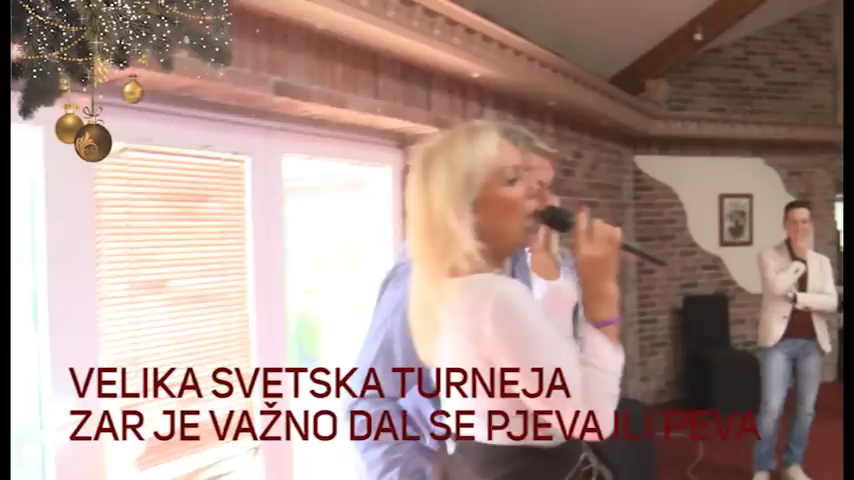 VELIKA SVETSKA TURNEJA
ZAR JE VAŽNO DAL SE PJEVA ILI PEVA